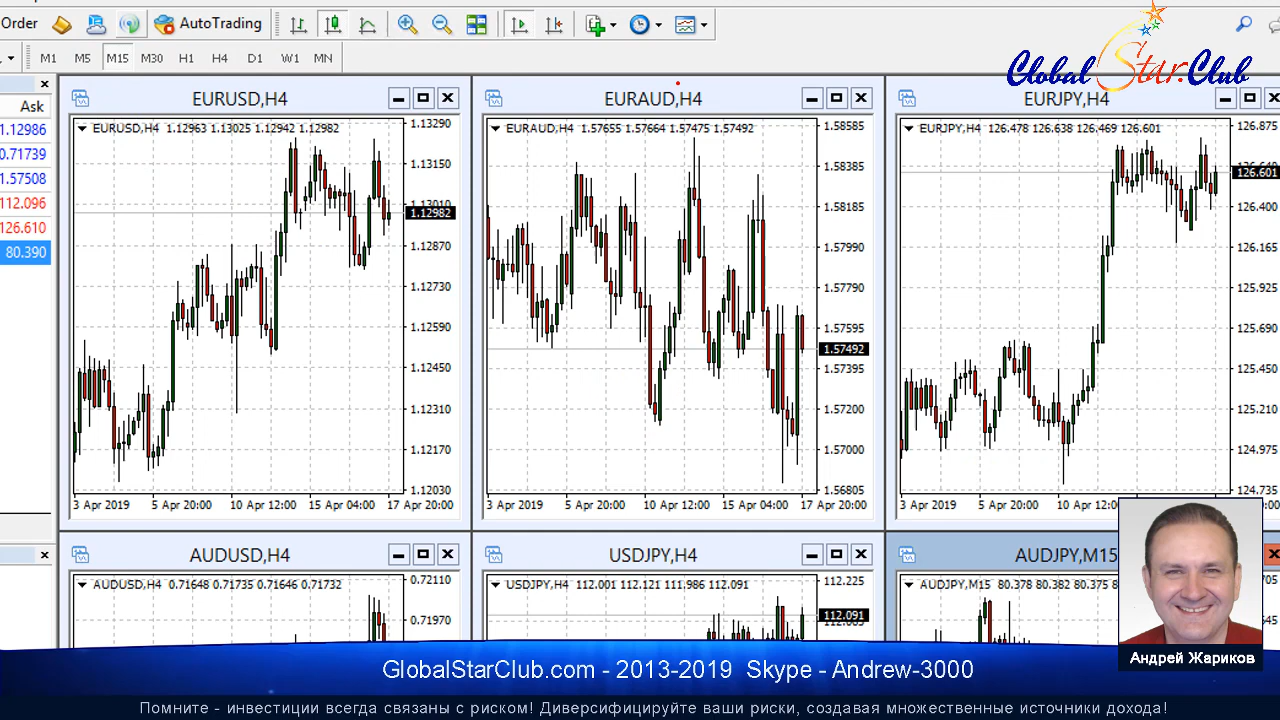 Order
AutoTrading
M1 M5 M15 M30 H1 H4 D1 W1 MN
Global Star.Club
Ask
1.12986
0.71739
1.57508
112.096
126.610
80.390
EURUSD,H4
EURUSD,H4 1.12963 1.13025 1.12942 1.12982
1.13290
1.13150
1.13010
1.12982
1.12870
1.12730
1.12590
1.12450
1.12310
1.12170
1.12030
3 Apr 2019 5 Apr 20:00 10 Apr 12:00 15 Apr 04:00 17 Apr 20:00
EURAUD,H4
EURAUD,H4 1.57655 1.57664 1.57475 1.57492
1.58585
1.58385
1.58185
1.57990
1.57790
1.57595
1.57492
1.57395
1.57200
1.57000
1.56805
3 Apr 2019 5 Apr 20:00 10 Apr 12:00 15 Apr 04:00 17 Apr 20:00
EURJPY,H4
EURJPY,H4 126.478 126.638 126.469 126.601
126.875
126.601
126.400
126.165
125.925
125.690
125.450
125.210
124.975
124.735
3 Apr 2019 5 Apr 20:00 10 Apr 12:00
AUDUSD,H4
AUDUSD,H4 0.71648 0.71735 0.71646 0.71732
0.72110
0.71970
USDJPY,H4
USDJPY,H4 112.001 112.121 111.986 112.091
112.225
112.091
AUDJPY,M15
AUDJPY,M15 80.378 80.382 80.375
Андрей Жариков
GlobalStarClub.com - 2013-2019 Skype - Andrew-3000
Помните - инвестиции всегда связаны с риском! Диверсифицируйте ваши риски, создавая множественные источники дохода!